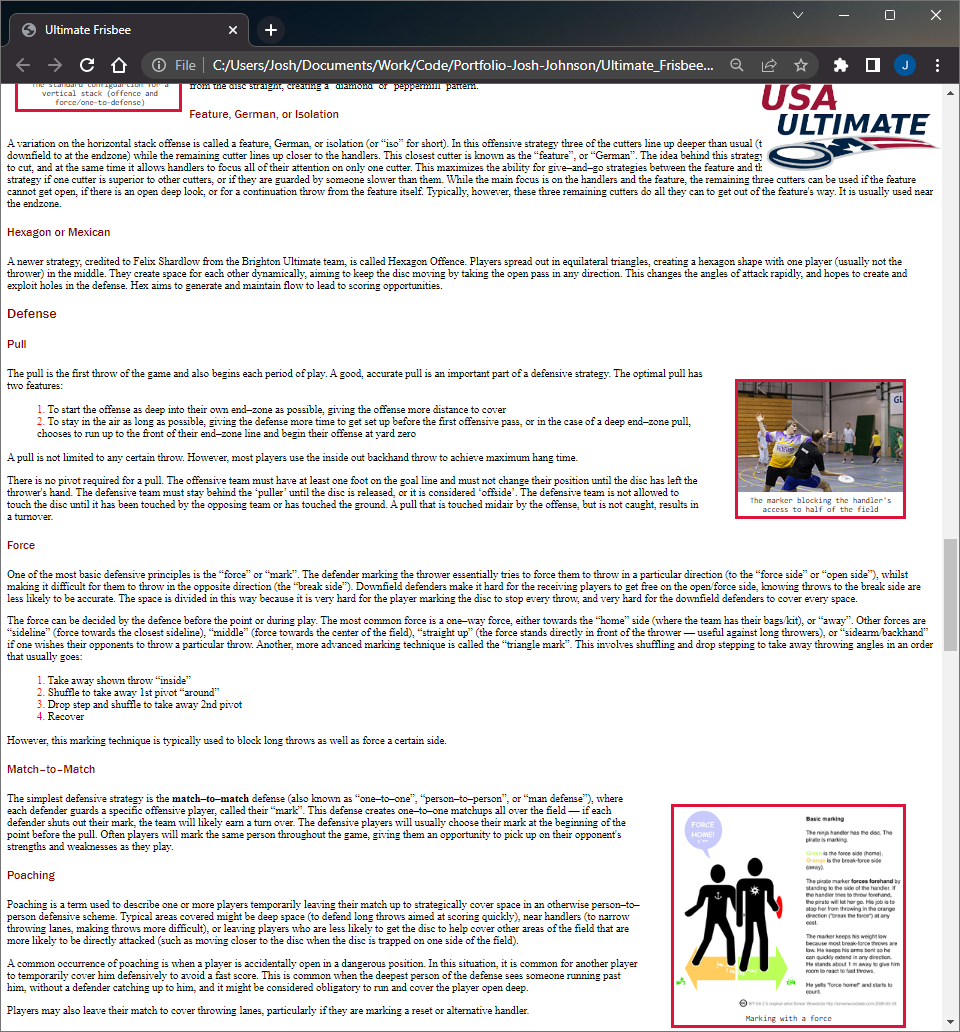 Ultimate Frisbee
File
C:/Users/Josh/Documents/Work/Code/Portfolio-Josh-Johnson/Ultimate_Frisbee...
J
The standard configuartion for a
vertical stack (offence and
force/one-to-defense)
from the disc straight, creating a "diamond" or "peppermill" pattern.
USA
ULTIMATE
Feature, German, or Isolation
A variation on the horizontal stack offense is called a feature, German, or isolation (or “iso” for short). In this offensive strategy three of the cutters line up deeper than usual (t
downfield to at the endzone) while the remaining cutter lines up closer to the handlers. This closest cutter is known as the “feature”, or “German”. The idea behind this strategy
to cut, and at the same time it allows handlers to focus all of their attention on only one cutter. This maximizes the ability for give–and–go strategies between the feature and th
strategy if one cutter is superior to other cutters, or if they are guarded by someone slower than them. While the main focus is on the handlers and the feature, the remaining three cutters can be used if the feature
cannot get open, if there is an open deep look, or for a continuation throw from the feature itself. Typically, however, these three remaining cutters do all they can to get out of the feature's way. It is usually used near
the endzone.
Hexagon or Mexican
A newer strategy, credited to Felix Shardlow from the Brighton Ultimate team, is called Hexagon Offence. Players spread out in equilateral triangles, creating a hexagon shape with one player (usually not the
thrower) in the middle. They create space for each other dynamically, aiming to keep the disc moving by taking the open pass in any direction. This changes the angles of attack rapidly, and hopes to create and
exploit holes in the defense. Hex aims to generate and maintain flow to lead to scoring opportunities.
Defense
Pull
The pull is the first throw of the game and also begins each period of play. A good, accurate pull is an important part of a defensive strategy. The optimal pull has
two features:
1. To start the offense as deep into their own end–zone as possible, giving the offense more distance to cover
2. To stay in the air as long as possible, giving the defense more time to get set up before the first offensive pass, or in the case of a deep end–zone pull,
chooses to run up to the front of their end–zone line and begin their offense at yard zero
A pull is not limited to any certain throw. However, most players use the inside out backhand throw to achieve maximum hang time.
There is no pivot required for a pull. The offensive team must have at least one foot on the goal line and must not change their position until the disc has left the
thrower's hand. The defensive team must stay behind the ‘puller’ until the disc is released, or it is considered ‘offside’. The defensive team is not allowed to
touch the disc until it has been touched by the opposing team or has touched the ground. A pull that is touched midair by the offense, but is not caught, results in
a turnover.
GL
The marker blocking the handler's
access to half of the field
Force
One of the most basic defensive principles is the “force” or “mark”. The defender marking the thrower essentially tries to force them to throw in a particular direction (to the “force side” or “open side”), whilst
making it difficult for them to throw in the opposite direction (the “break side”). Downfield defenders make it hard for the receiving players to get free on the open/force side, knowing throws to the break side are
less likely to be accurate. The space is divided in this way because it is very hard for the player marking the disc to stop every throw, and very hard for the downfield defenders to cover every space.
The force can be decided by the defence before the point or during play. The most common force is a one–way force, either towards the “home” side (where the team has their bags/kit), or “away”. Other forces are
“sideline” (force towards the closest sideline), “middle” (force towards the center of the field), “straight up” (the force stands directly in front of the thrower — useful against long throwers), or “sidearm/backhand”
if one wishes their opponents to throw a particular throw. Another, more advanced marking technique is called the “triangle mark”. This involves shuffling and drop stepping to take away throwing angles in an order
that usually goes:
1. Take away shown throw “inside”
2. Shuffle to take away 1st pivot “around”
3. Drop step and shuffle to take away 2nd pivot
4. Recover
However, this marking technique is typically used to block long throws as well as force a certain side.
Match–to–Match
The simplest defensive strategy is the match–to–match defense (also known as “one–to–one”, “person–to–person”, or “man defense”), where
each defender guards a specific offensive player, called their “mark”. This defense creates one–to–one matchups all over the field — if each
defender shuts out their mark, the team will likely earn a turn over. The defensive players will usually choose their mark at the beginning of the
point before the pull. Often players will mark the same person throughout the game, giving them an opportunity to pick up on their opponent's
strengths and weaknesses as they play.
Poaching
Poaching is a term used to describe one or more players temporarily leaving their match up to strategically cover space in an otherwise person–to–
person defensive scheme. Typical areas covered might be deep space (to defend long throws aimed at scoring quickly), near handlers (to narrow
throwing lanes, making throws more difficult), or leaving players who are less likely to get the disc to help cover other areas of the field that are
more likely to be directly attacked (such as moving closer to the disc when the disc is trapped on one side of the field).
A common occurrence of poaching is when a player is accidentally open in a dangerous position. In this situation, it is common for another player
to temporarily cover him defensively to avoid a fast score. This is common when the deepest person of the defense sees someone running past
him, without a defender catching up to him, and it might be considered obligatory to run and cover the player open deep.
Players may also leave their match to cover throwing lanes, particularly if they are marking a reset or alternative handler.
FORCE
HOME!
Basic marking
The ninja handler has the disc. The
pirate is marking.
Green is the force side (home).
Orange is the break-force side
(away).
The pirate marker forces forehand by
standing to the side of the handler. If
the handler tries to throw forehand,
the pirate will let her go. His job is to
stop her from throwing in the orange
direction ("break the force") at any
cost.
The marker keeps his weight low
because most break-force throws are
low. He keeps his arms bent so he
can quickly extend in any direction.
He stands about 1 m away to give him
room to react to fast throws.
He yells "force home!" and starts to
count.
Marking with a force